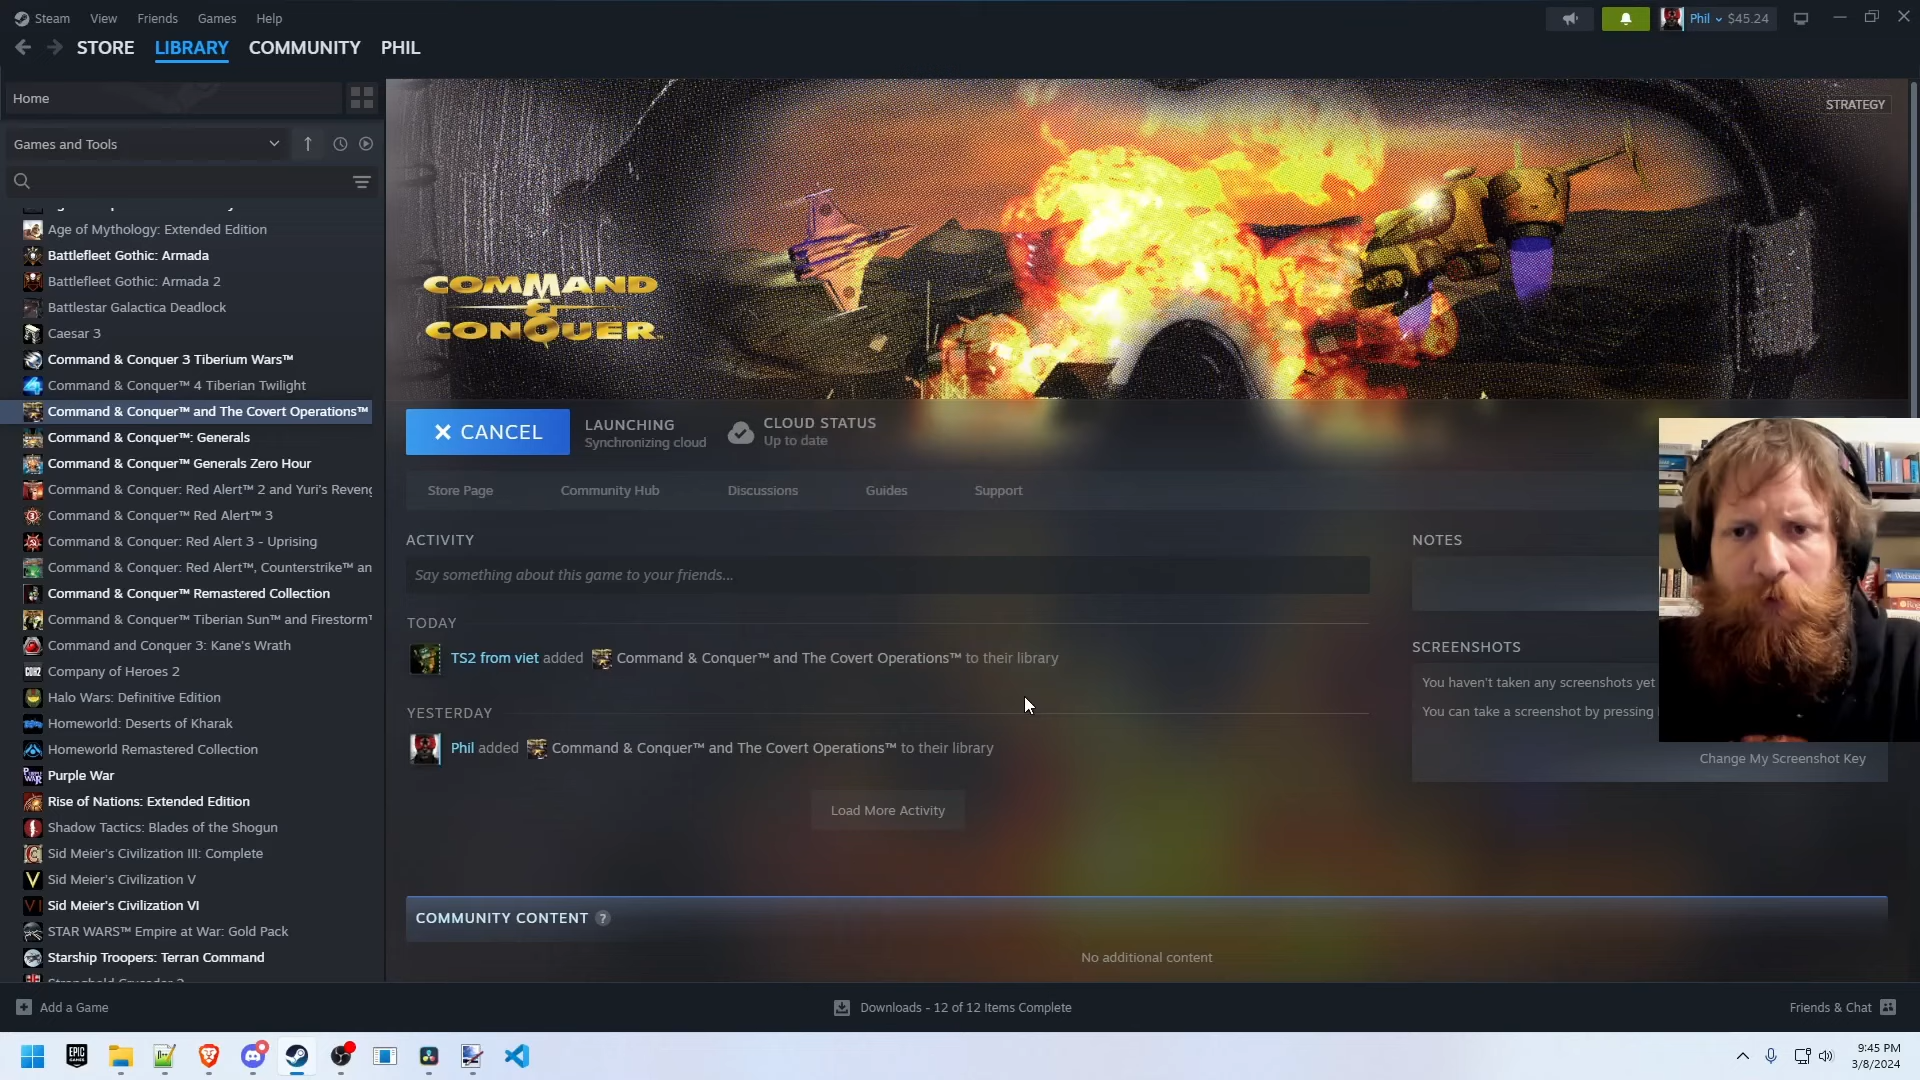 Steam View Friends Games Help
Phil $45.24
STORE LIBRARY COMMUNITY PHIL
Home
STRATEGY
Games and Tools
Age of Mythology: Extended Edition
Battlefleet Gothic: Armada
Battlefleet Gothic: Armada 2
Battlestar Galactica Deadlock
Caesar 3
Command & Conquer 3 Tiberium Wars™
Command & Conquer™ 4 Tiberian Twilight
Command & Conquer™ and The Covert Operations™
Command & Conquer™: Generals
Command & Conquer™ Generals Zero Hour
Command & Conquer: Red Alert™ 2 and Yuri's Reveng
Command & Conquer™ Red Alert™ 3
Command & Conquer: Red Alert 3 - Uprising
Command & Conquer: Red Alert™, Counterstrike™ an
Command & Conquer™ Remastered Collection
Command & Conquer™ Tiberian Sun™ and Firestorm™
Command and Conquer 3: Kane's Wrath
Company of Heroes 2
Halo Wars: Definitive Edition
Homeworld: Deserts of Kharak
Homeworld Remastered Collection
Purple War
Rise of Nations: Extended Edition
Shadow Tactics: Blades of the Shogun
Sid Meier's Civilization III: Complete
Sid Meier's Civilization V
Sid Meier's Civilization VI
STAR WARS™ Empire at War: Gold Pack
Starship Troopers: Terran Command
COMMAND
&
CONQUER™
CANCEL
LAUNCHING
Synchronizing cloud
CLOUD STATUS
Up to date
Store Page Community Hub Discussions Guides Support
ACTIVITY
Say something about this game to your friends...
TODAY
TS2 from viet added Command & Conquer™ and The Covert Operations™ to their library
YESTERDAY
Phil added Command & Conquer™ and The Covert Operations™ to their library
Load More Activity
NOTES
SCREENSHOTS
You haven't taken any screenshots yet
You can take a screenshot by pressing
Change My Screenshot Key
COMMUNITY CONTENT ?
No additional content
Add a Game
Downloads - 12 of 12 Items Complete
Friends & Chat
9:45 PM
3/8/2024